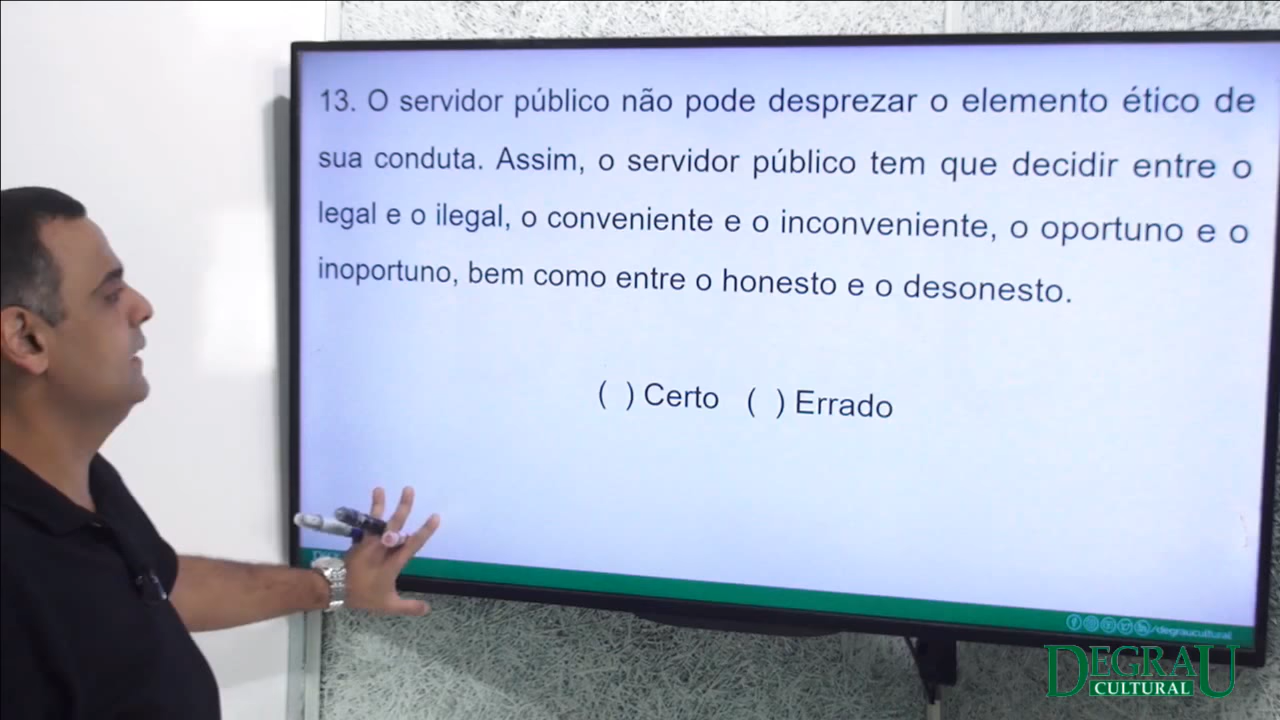 13. O servidor público não pode desprezar o elemento ético de
sua conduta. Assim, o servidor público tem que decidir entre o
legal e o ilegal, o conveniente e o inconveniente, o oportuno e o
inoportuno, bem como entre o honesto e o desonesto.
( ) Certo ( ) Errado
/degraucultural
DEGRAU
CULTURAL